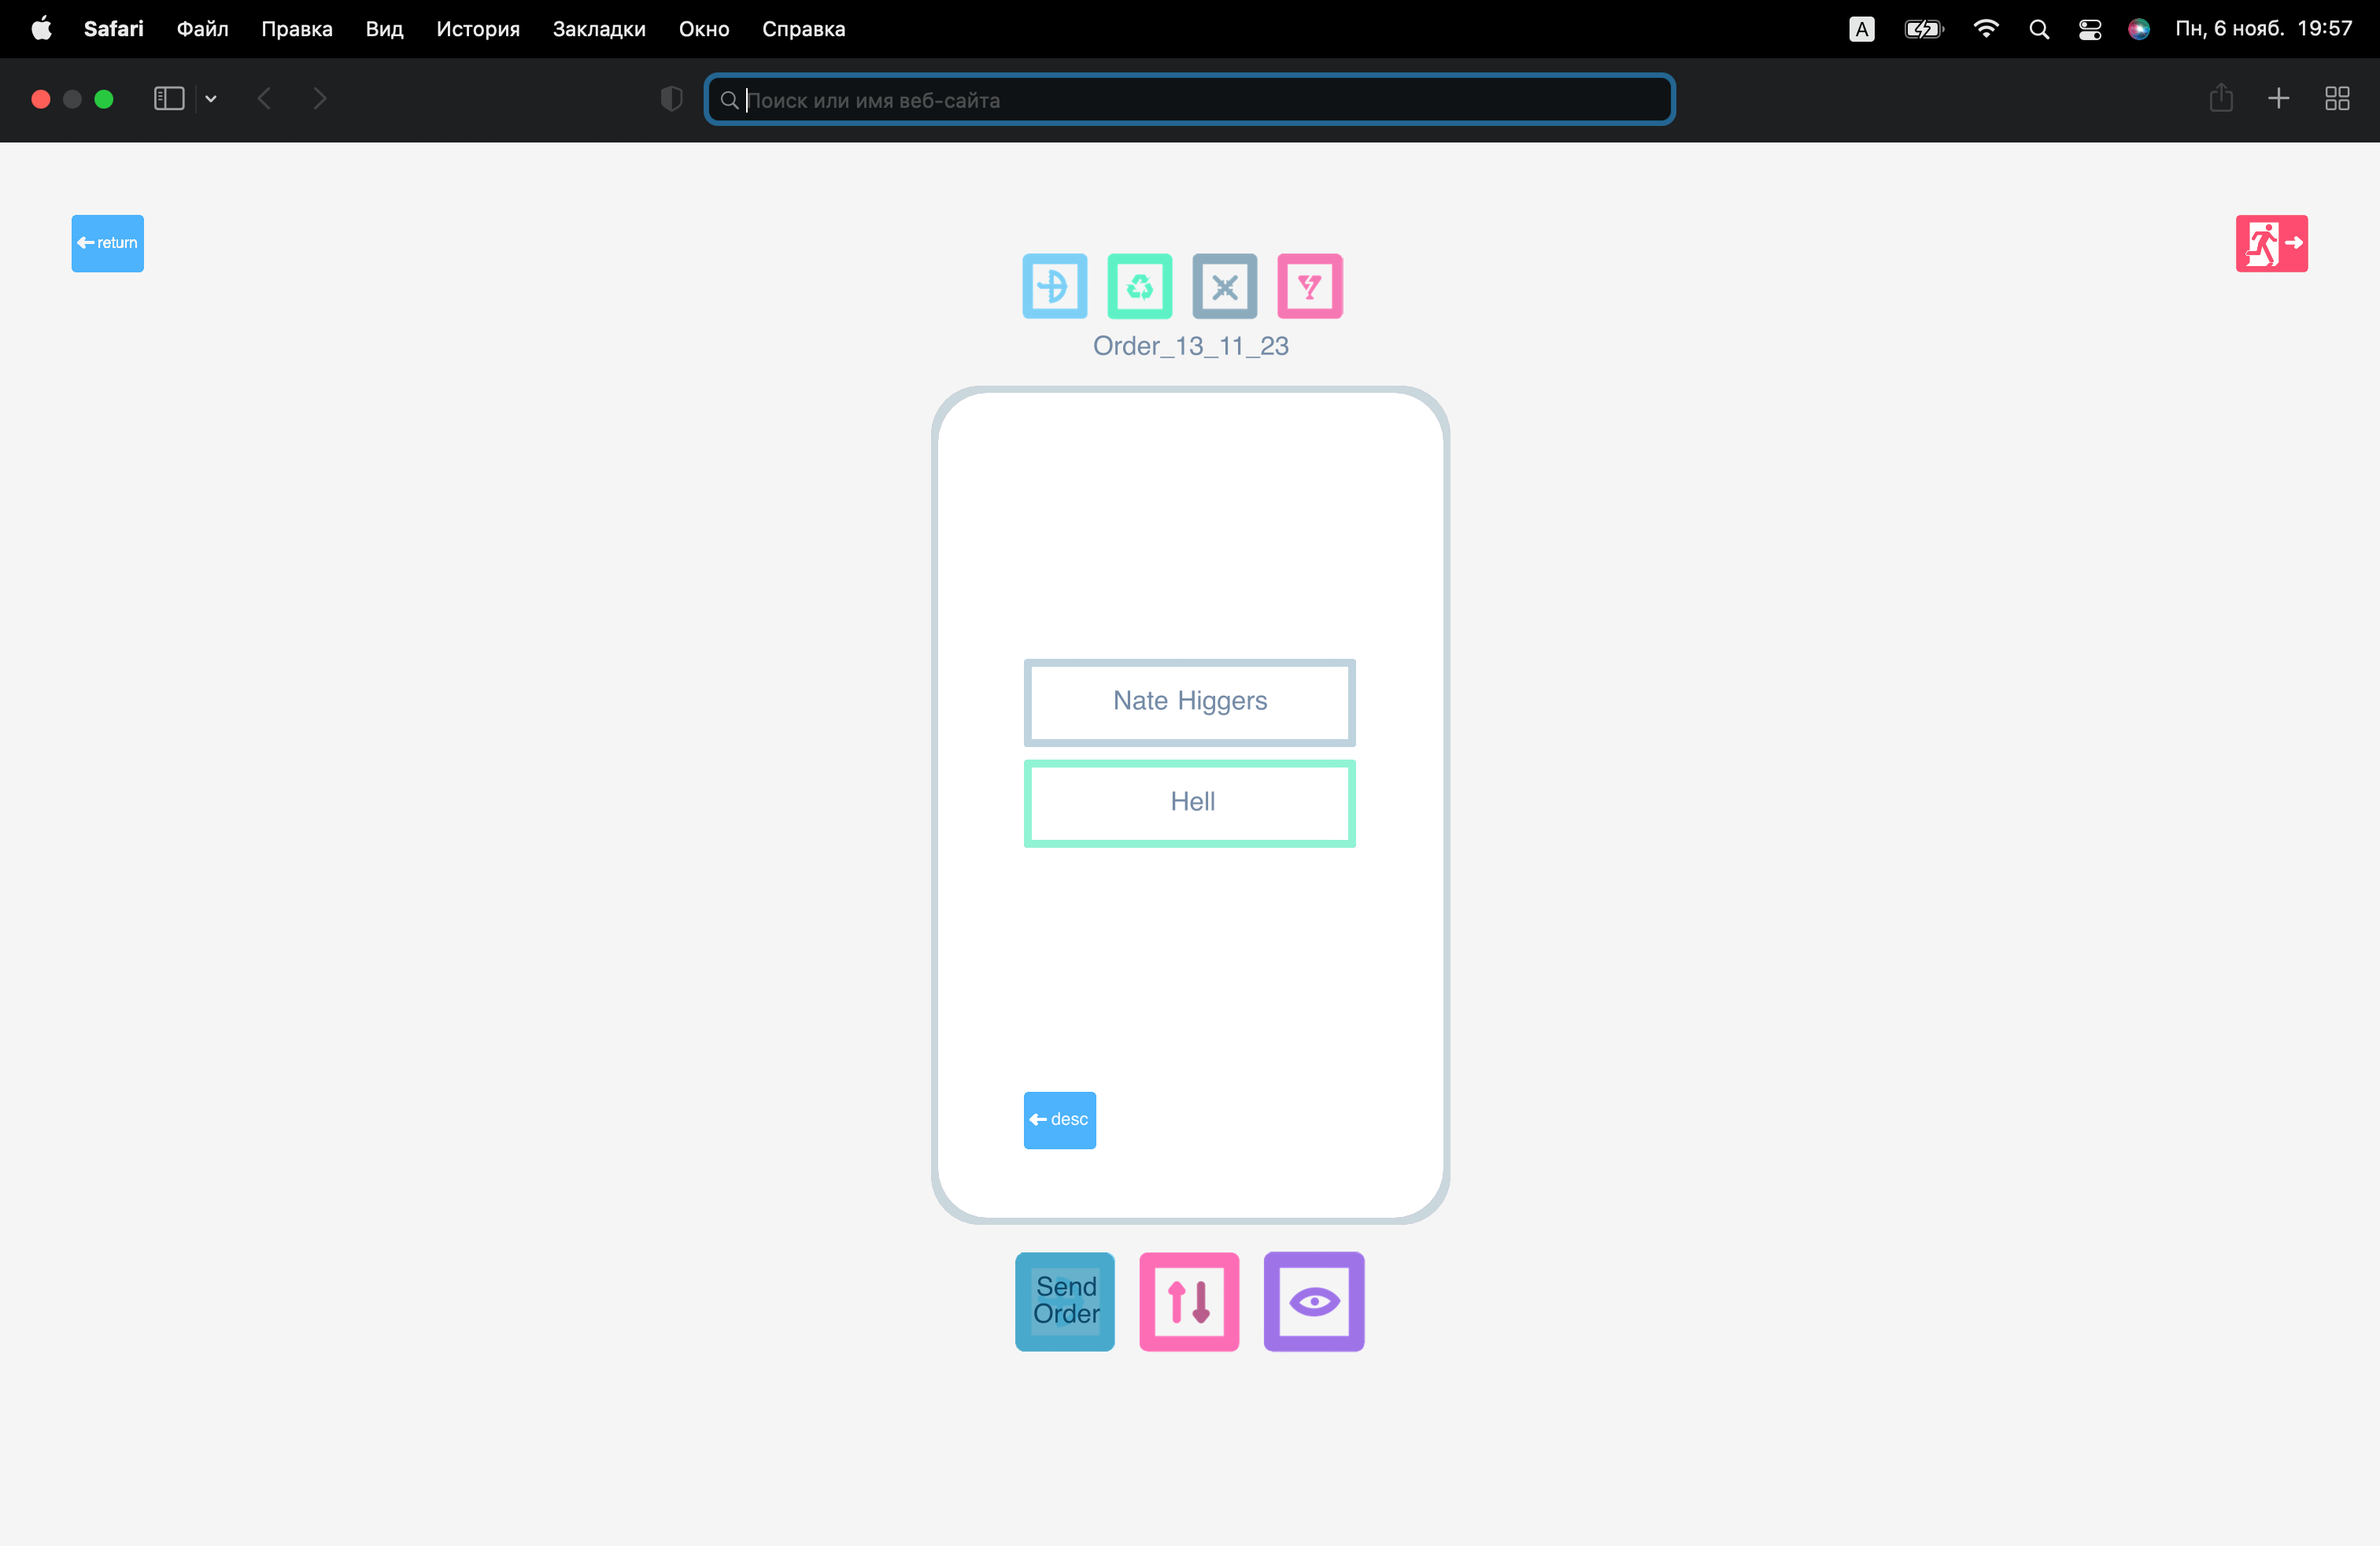 Safari Файл Правка Вид История Закладки Окно Справка A Пн, 6 нояб. 19:57
Поиск или имя веб-сайта
return
Order_13_11_23
Nate Higgers
Hell
desc
Send
Order